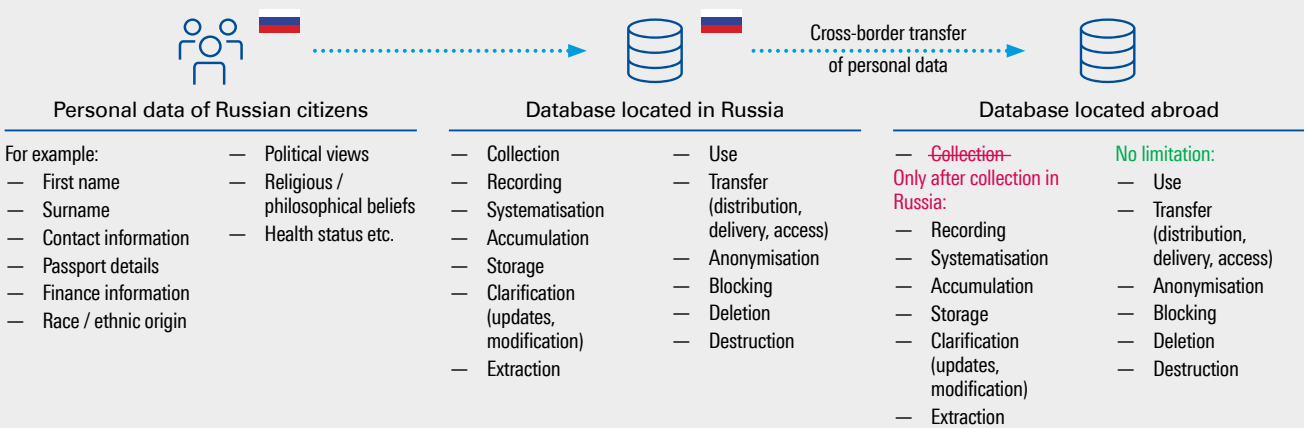 Cross-border transfer
of personal data
Personal data of Russian citizens
For example:
— First name
— Surname
— Contact information
— Passport details
— Finance information
— Race / ethnic origin
— Political views
— Religious /
philosophical beliefs
— Health status etc.
Database located in Russia
— Collection
— Recording
— Systematisation
— Accumulation
— Storage
— Clarification
(updates,
modification)
— Extraction
— Use
— Transfer
(distribution,
delivery, access)
— Anonymisation
— Blocking
— Deletion
— Destruction
Database located abroad
— Collection
Only after collection in
Russia:
— Recording
— Systematisation
— Accumulation
— Storage
— Clarification
(updates,
modification)
— Extraction
No limitation:
— Use
— Transfer
(distribution,
delivery, access)
— Anonymisation
— Blocking
— Deletion
— Destruction